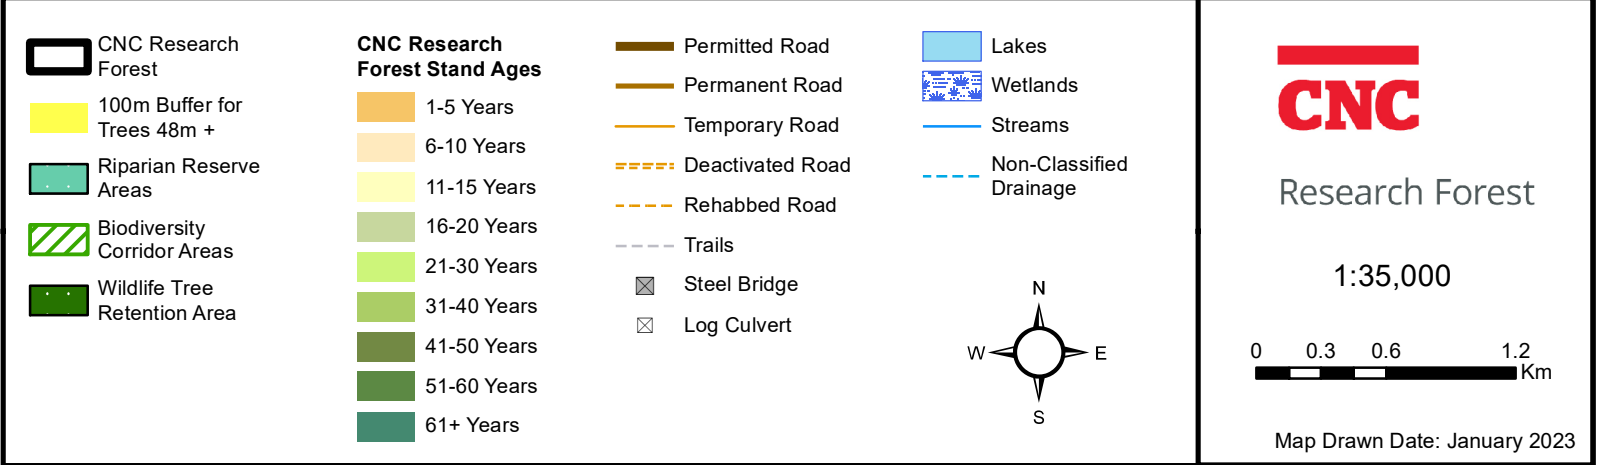 CNC Research
Forest
100m Buffer for
Trees 48m +
Riparian Reserve
Areas
Biodiversity
Corridor Areas
Wildlife Tree
Retention Area
CNC Research
Forest Stand Ages
1-5 Years
6-10 Years
11-15 Years
16-20 Years
21-30 Years
31-40 Years
41-50 Years
51-60 Years
61+ Years
Permitted Road
Permanent Road
Temporary Road
Deactivated Road
Rehabbed Road
Trails
Steel Bridge
Log Culvert
Lakes
Wetlands
Streams
Non-Classified
Drainage
N
W E
S
CNC
Research Forest
1:35,000
0 0.3 0.6 1.2
Km
Map Drawn Date: January 2023